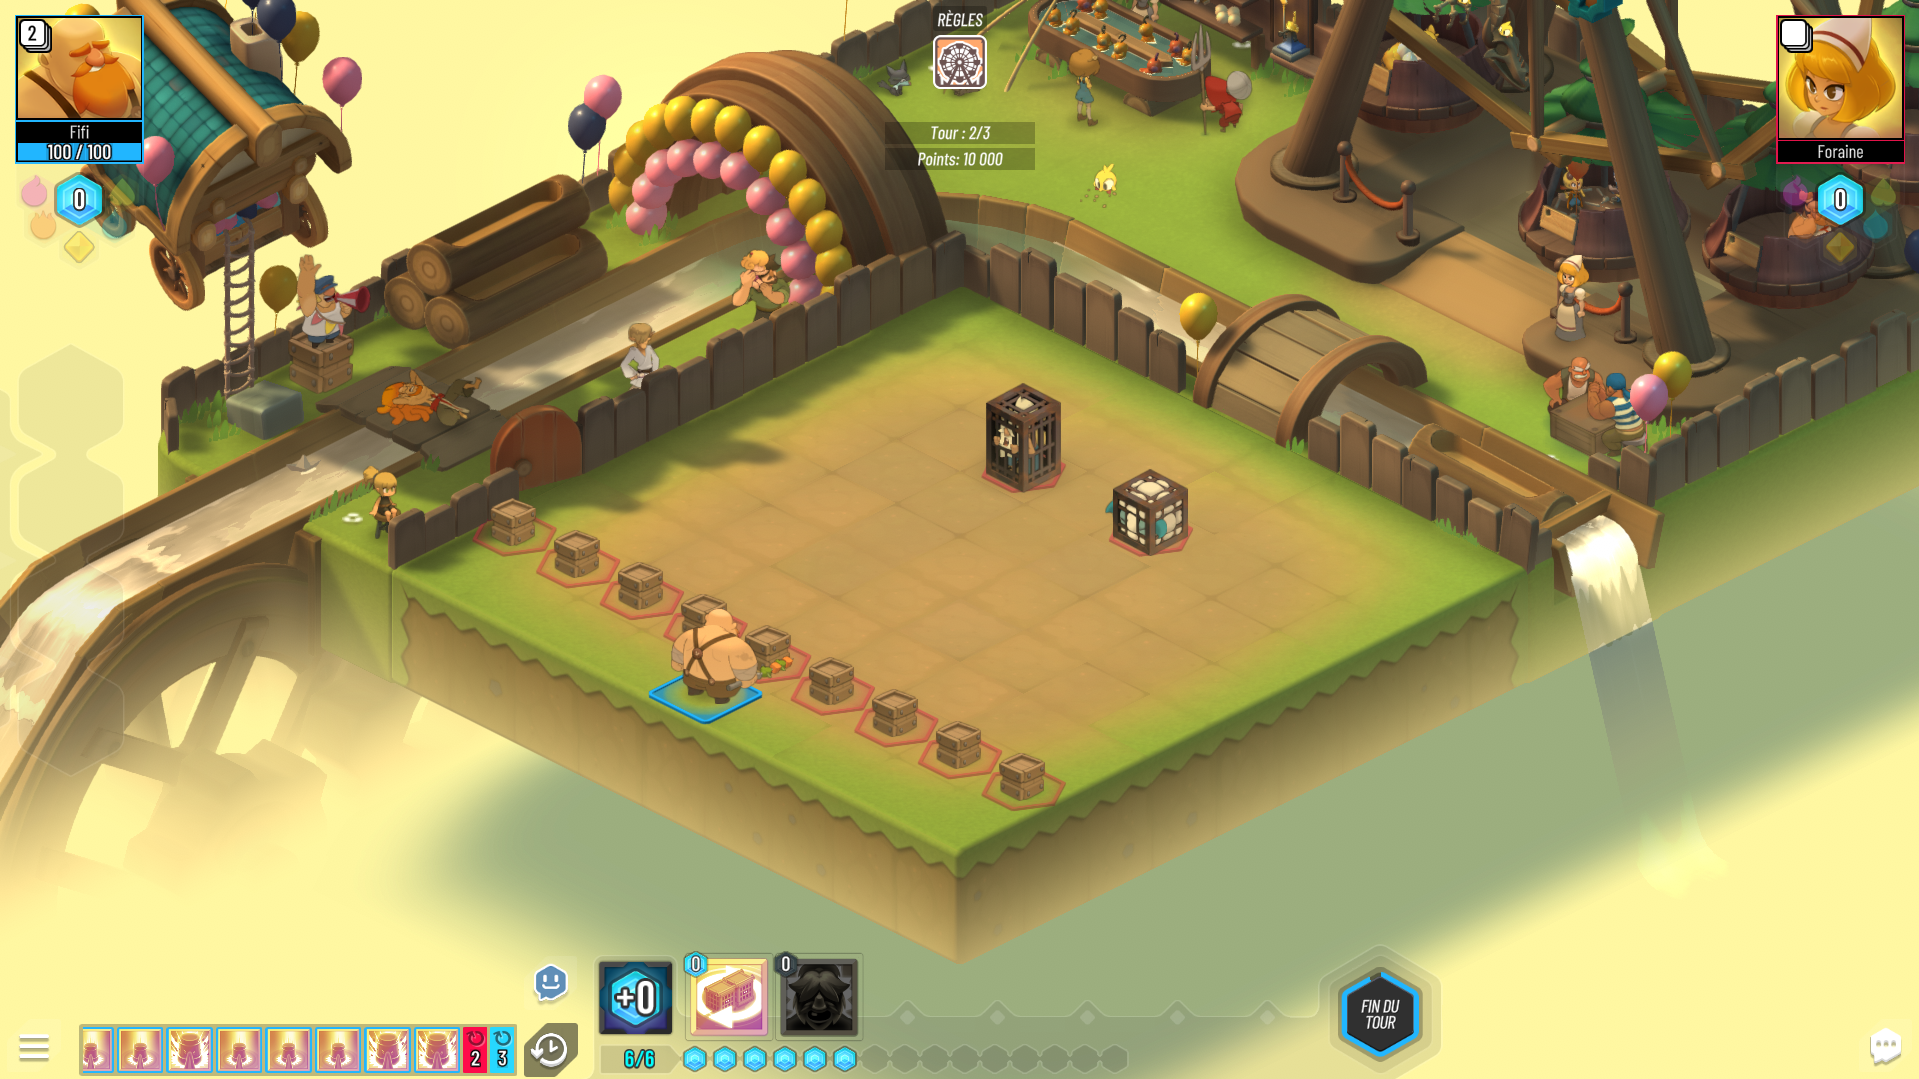 2
Fifi
100 / 100
0
RÈGLES
Tour : 2/3
Points: 10 000
Foraine
0
+0
0
0
FIN DU
TOUR
2
3
6/6